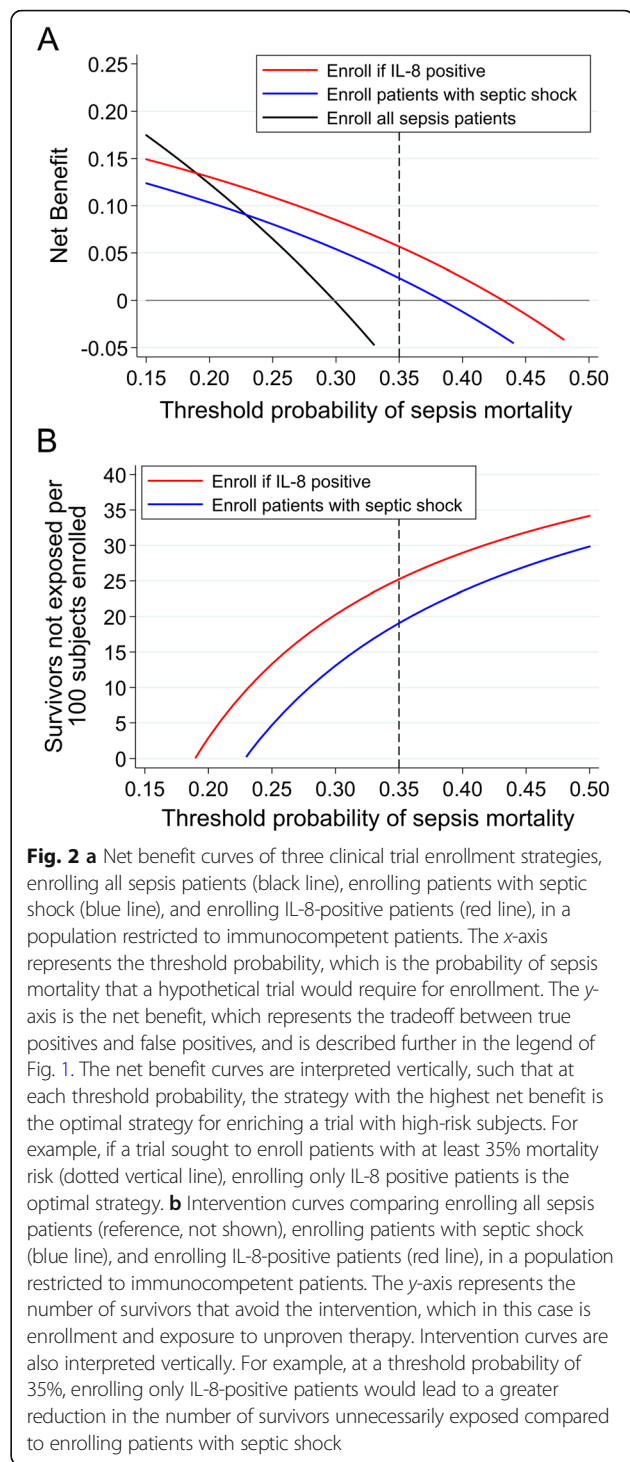 A
0.25
0.20
0.15
0.10
0.05
0
-0.05
Net Benefit
Enroll if IL-8 positive
Enroll patients with septic shock
Enroll all sepsis patients
0.15 0.20 0.25 0.30 0.35 0.40 0.45 0.50
Threshold probability of sepsis mortality
B
40
35
30
25
20
15
10
5
0
Survivors not exposed per
100 subjects enrolled
Enroll if IL-8 positive
Enroll patients with septic shock
0.15 0.20 0.25 0.30 0.35 0.40 0.45 0.50
Threshold probability of sepsis mortality
Fig. 2 a Net benefit curves of three clinical trial enrollment strategies,
enrolling all sepsis patients (black line), enrolling patients with septic
shock (blue line), and enrolling IL-8-positive patients (red line), in a
population restricted to immunocompetent patients. The x-axis
represents the threshold probability, which is the probability of sepsis
mortality that a hypothetical trial would require for enrollment. The y-
axis is the net benefit, which represents the tradeoff between true
positives and false positives, and is described further in the legend of
Fig. 1. The net benefit curves are interpreted vertically, such that at
each threshold probability, the strategy with the highest net benefit is
the optimal strategy for enriching a trial with high-risk subjects. For
example, if a trial sought to enroll patients with at least 35% mortality
risk (dotted vertical line), enrolling only IL-8 positive patients is the
optimal strategy. b Intervention curves comparing enrolling all sepsis
patients (reference, not shown), enrolling patients with septic shock
(blue line), and enrolling IL-8-positive patients (red line), in a population
restricted to immunocompetent patients. The y-axis represents the
number of survivors that avoid the intervention, which in this case is
enrollment and exposure to unproven therapy. Intervention curves are
also interpreted vertically. For example, at a threshold probability of
35%, enrolling only IL-8-positive patients would lead to a greater
reduction in the number of survivors unnecessarily exposed compared
to enrolling patients with septic shock